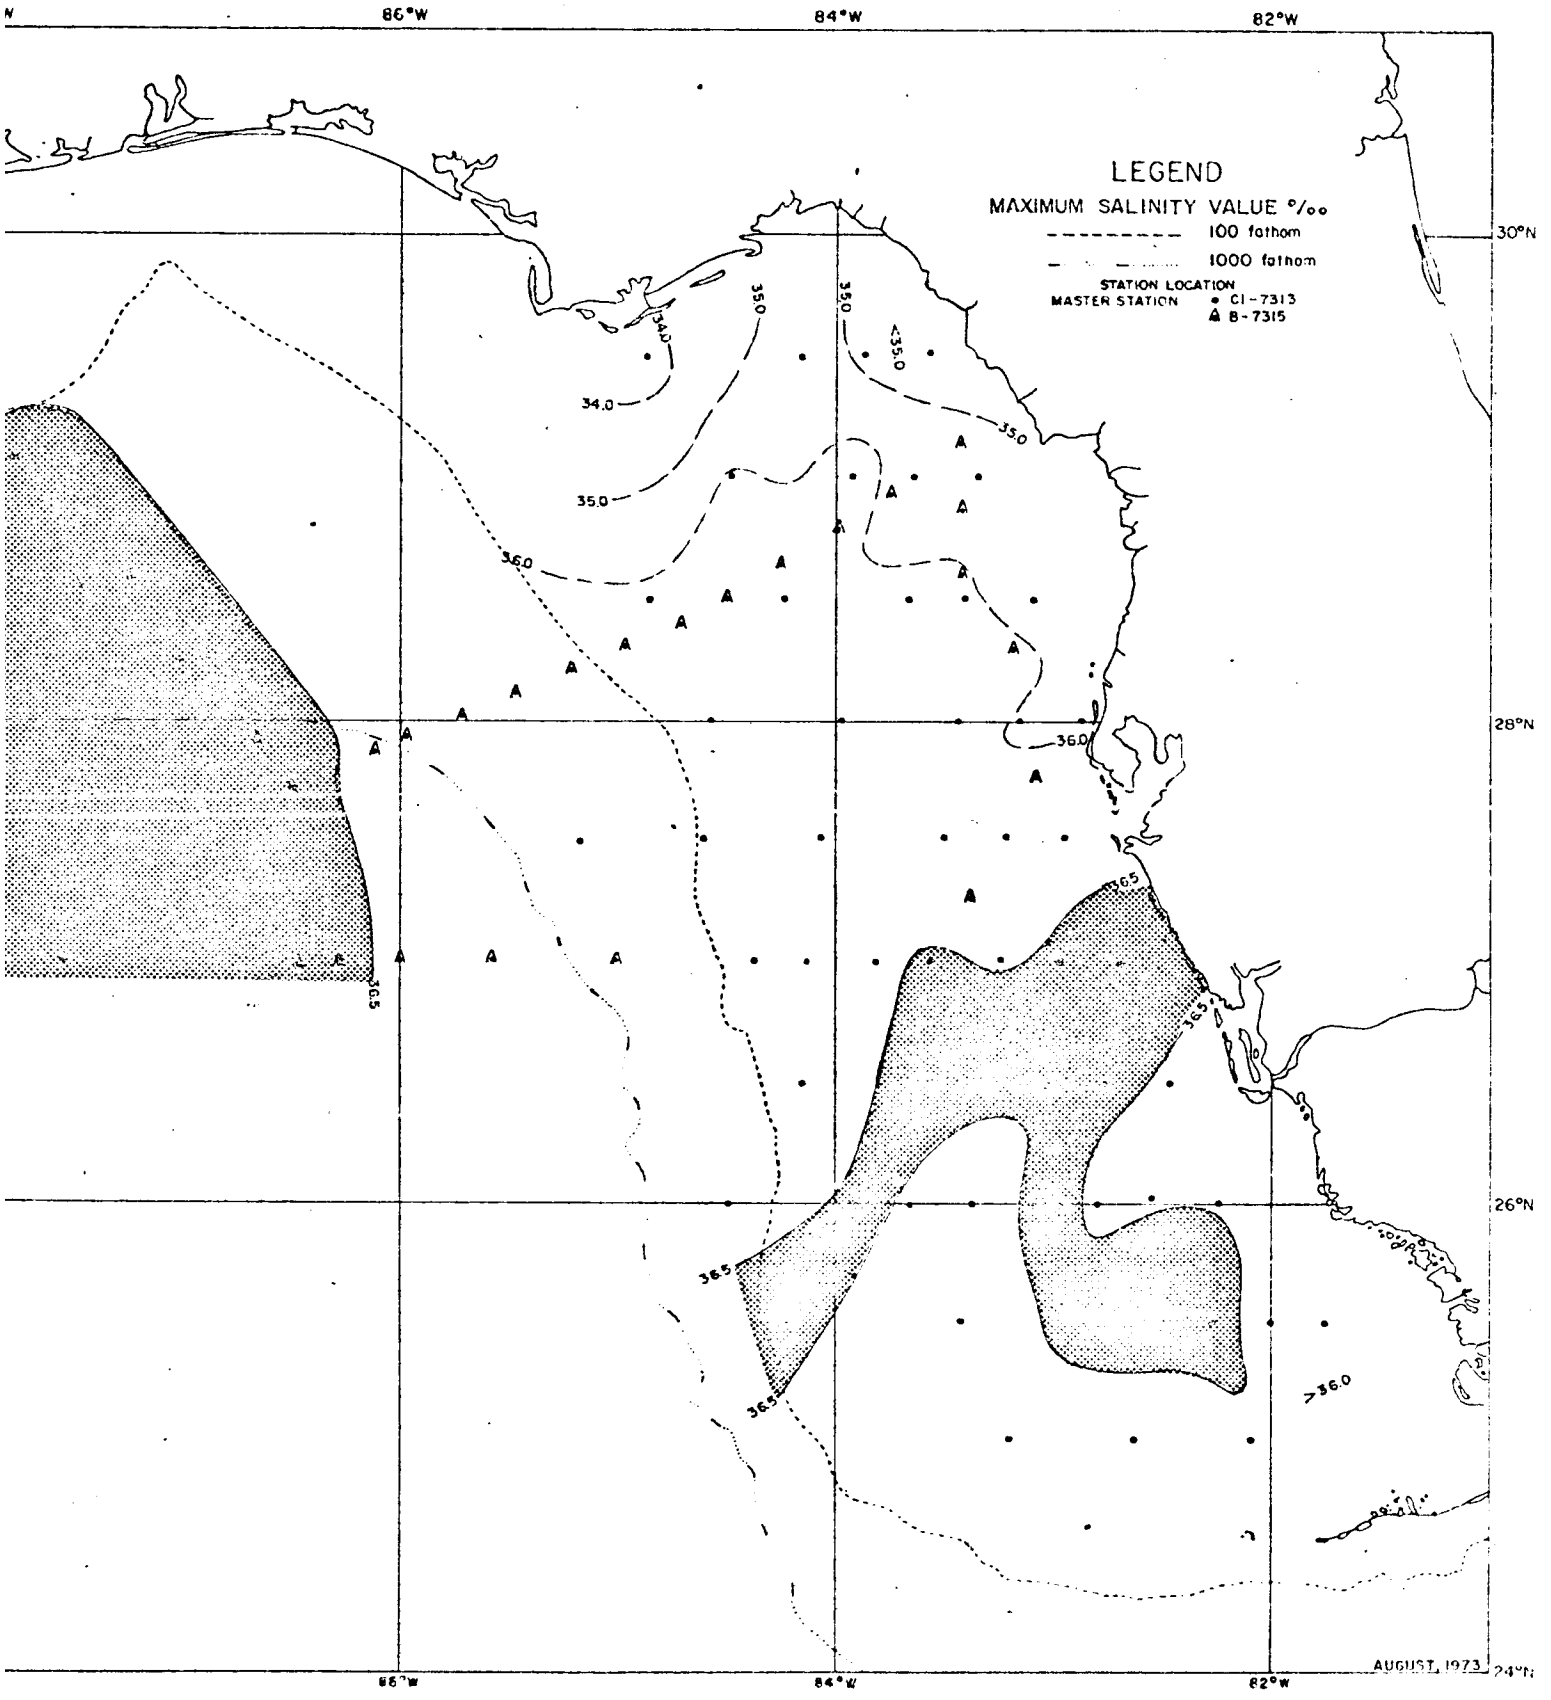 W
86°W
84°W
82°W
LEGEND
MAXIMUM SALINITY VALUE °/oo
100 fathom
1000 fathom
STATION LOCATION
MASTER STATION • CI-7313
B-7315
30°N
35.0
35.0
34.0
<35.0
34.0
35.0
35.0
36.0
28°N
36.0
36.5
36.5
36.5
26°N
36.5
>36.0
36.5
AUGUST, 1973
24°N
86°W
84°W
82°W